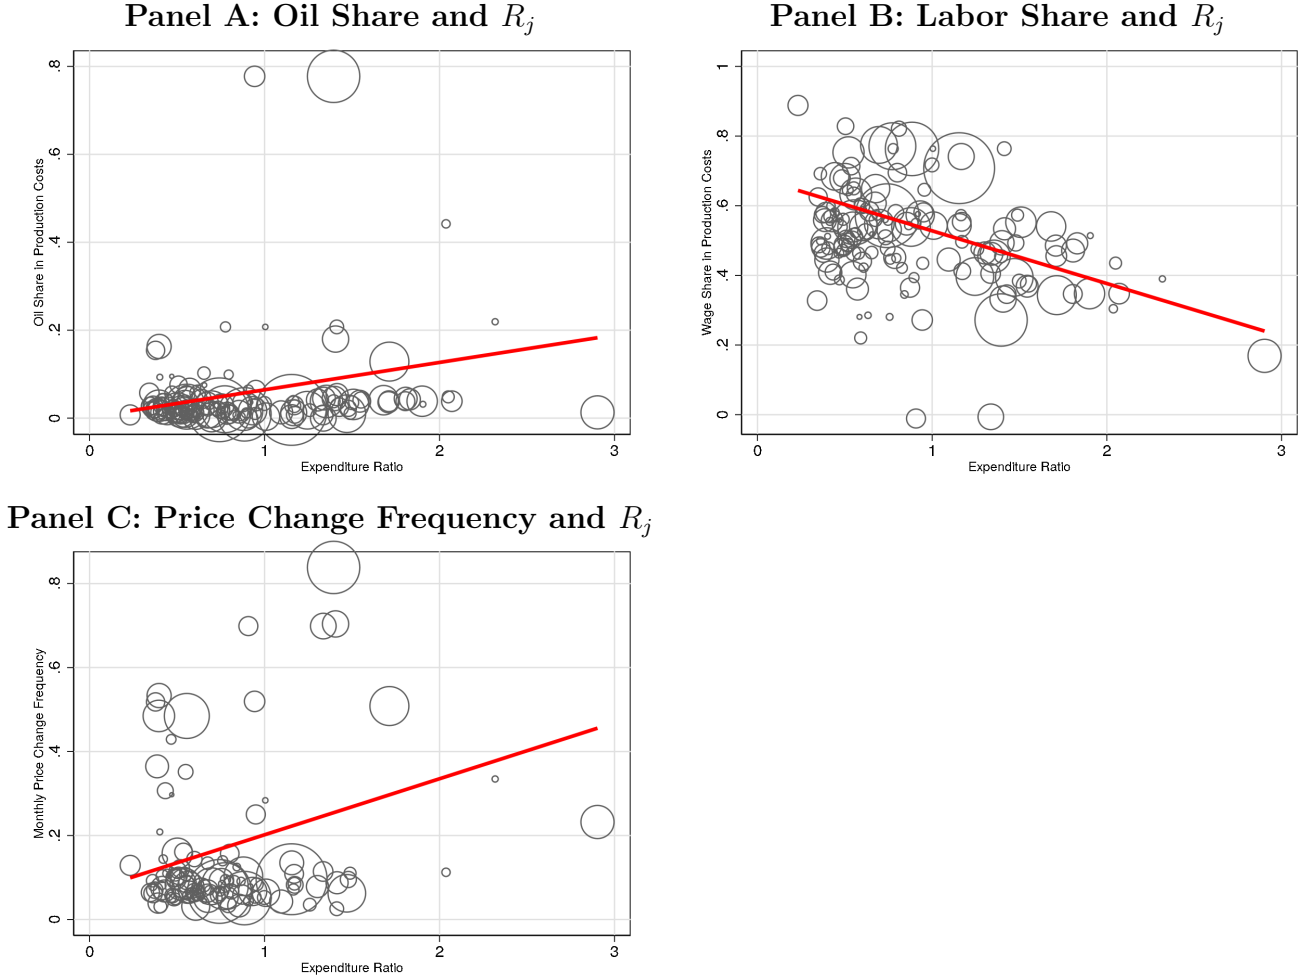 Panel A: Oil Share and R_j
Oil Share in Production Costs
.8
.6
.4
.2
0
0 1 2 3
Expenditure Ratio
Panel B: Labor Share and R_j
Wage Share in Production Costs
1
.8
.6
.4
.2
0
0 1 2 3
Expenditure Ratio
Panel C: Price Change Frequency and R_j
Monthly Price Change Frequency
.8
.6
.4
.2
0
0 1 2 3
Expenditure Ratio